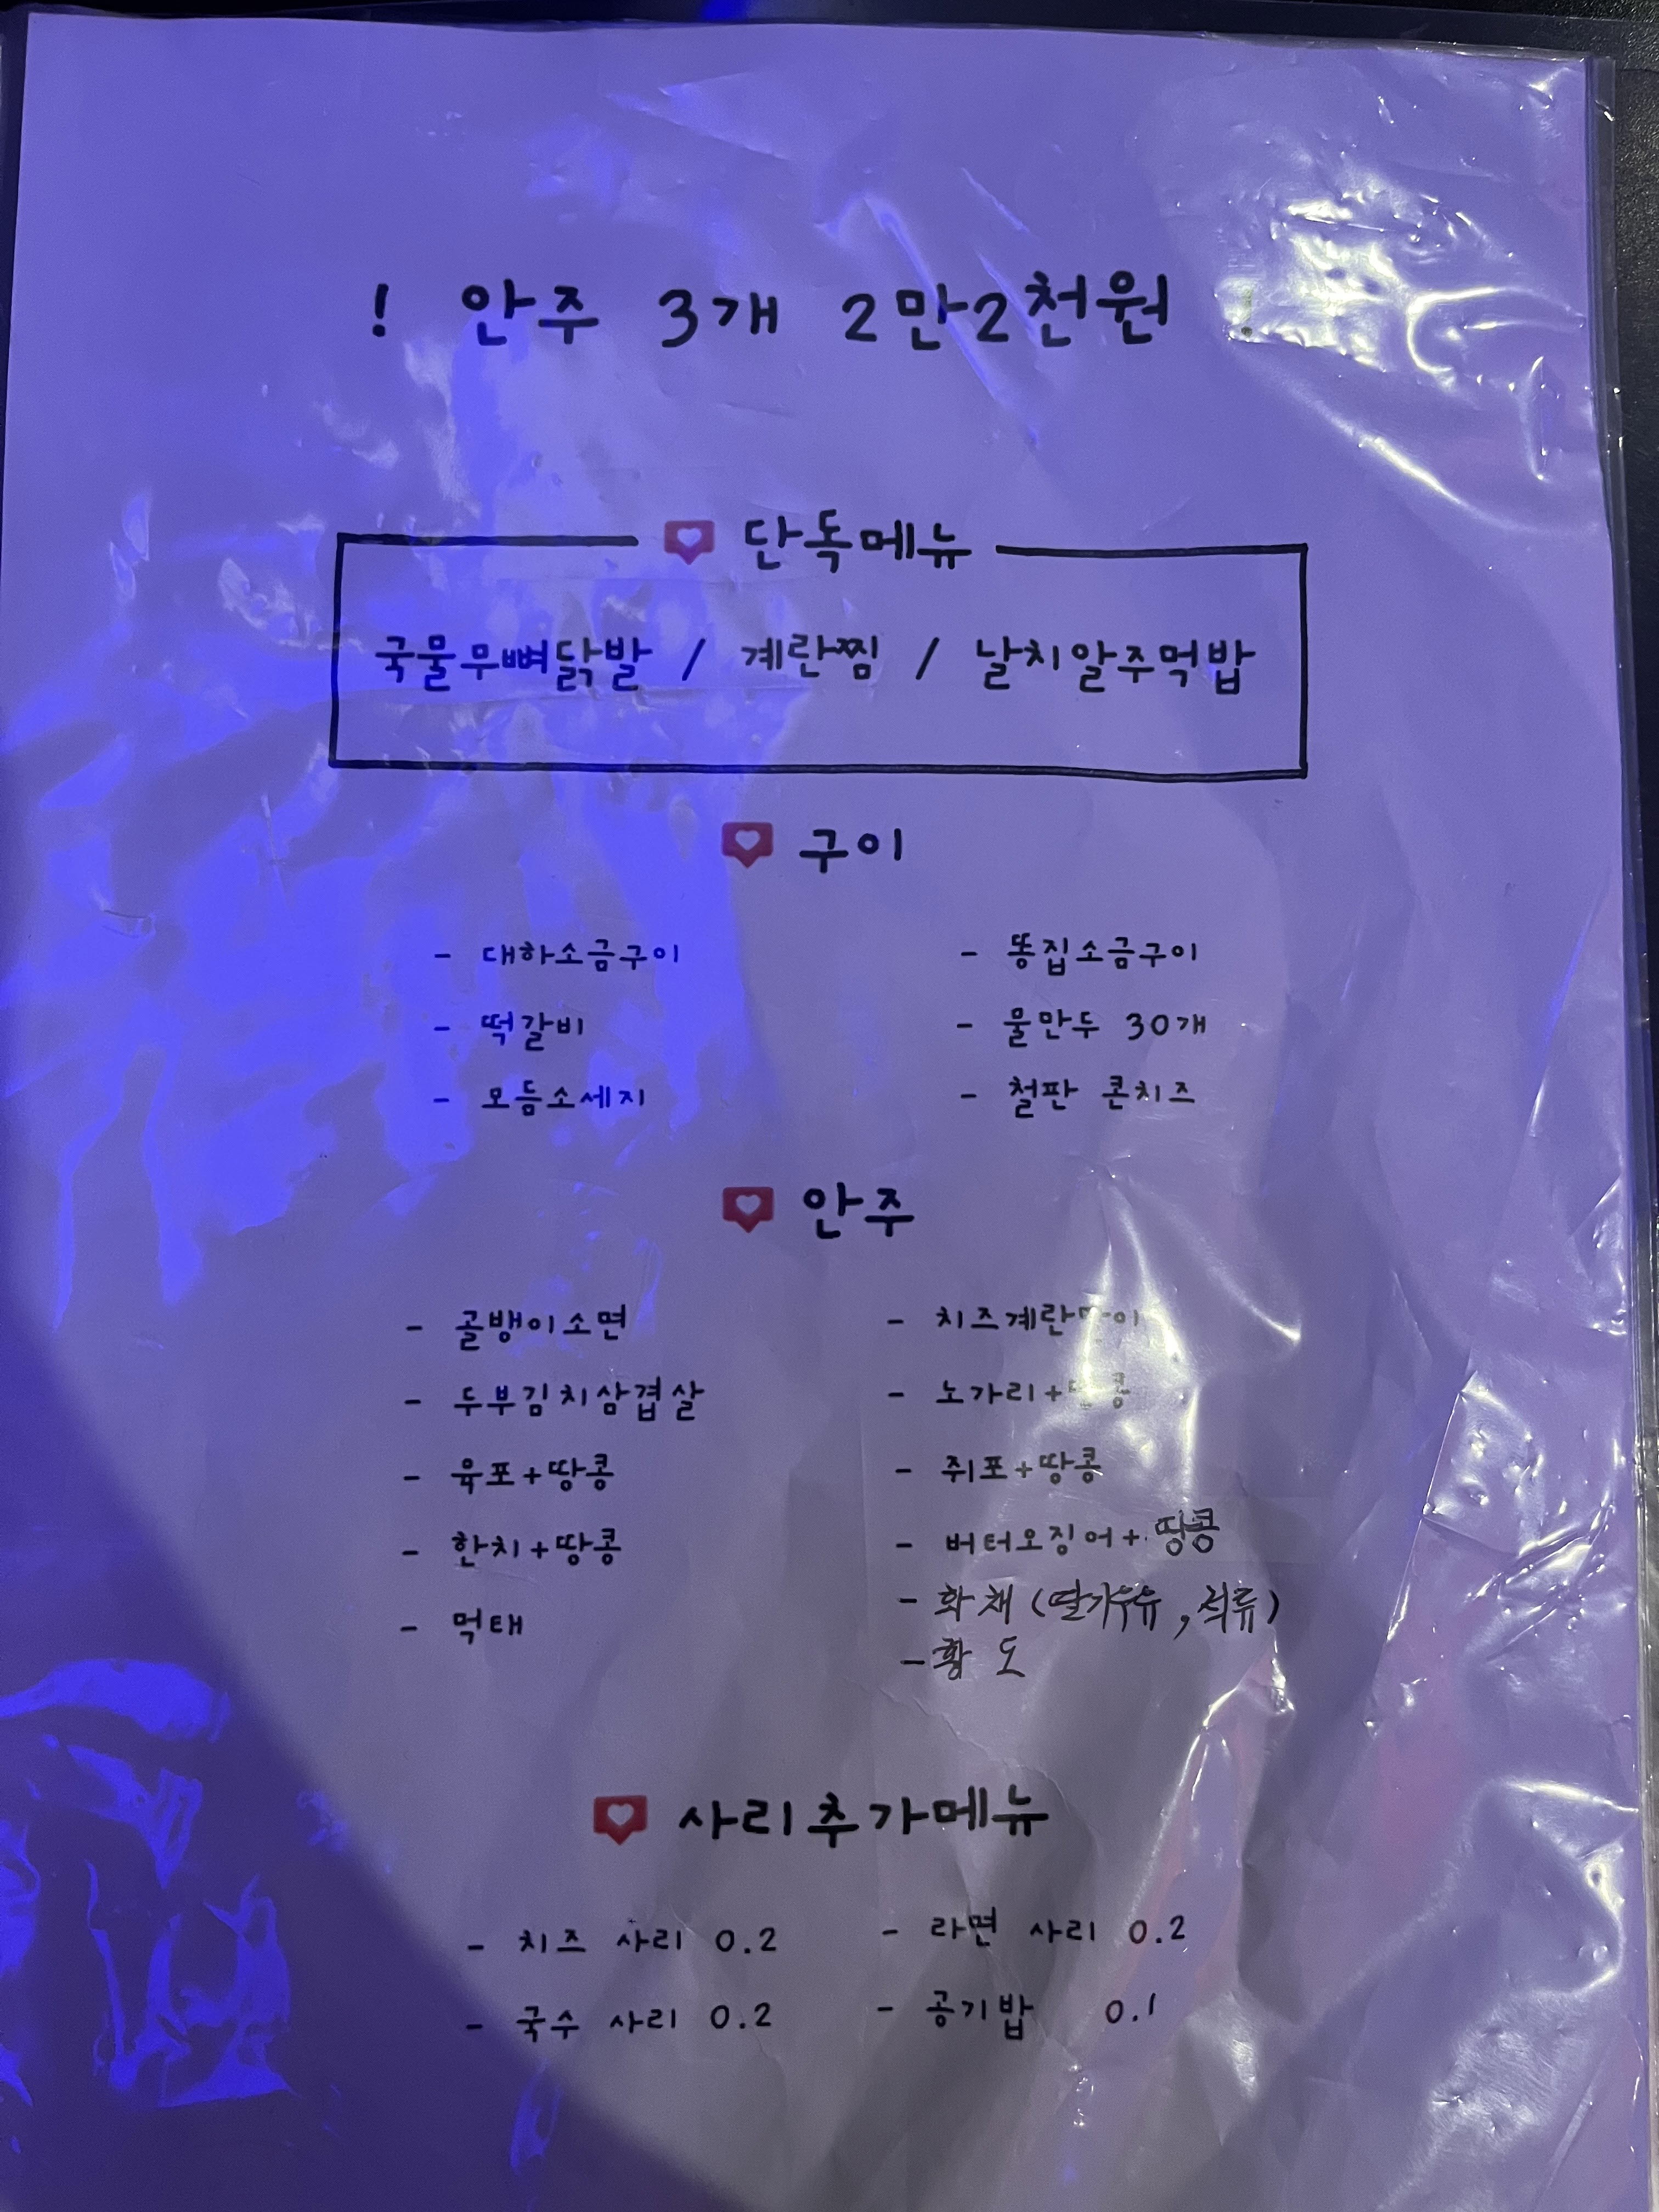 ! 안주 3개 2만2천원 !
단독메뉴
국물무뼈닭발 / 계란찜 / 날치알주먹밥
구이
- 대하소금구이
- 똥집소금구이
- 떡갈비
- 물만두 30개
- 모듬소세지
- 철판 콘치즈
안주
- 골뱅이소면
- 치즈계란말이
- 두부김치삼겹살
- 노가리+땅콩
- 육포+땅콩
- 쥐포+땅콩
- 한치+땅콩
- 버터오징어+땅콩
- 먹태
- 화채 (딸기우유, 석류)
- 황도
사리추가메뉴
- 치즈 사리 0.2
- 라면 사리 0.2
- 국수 사리 0.2
- 공기밥 0.1